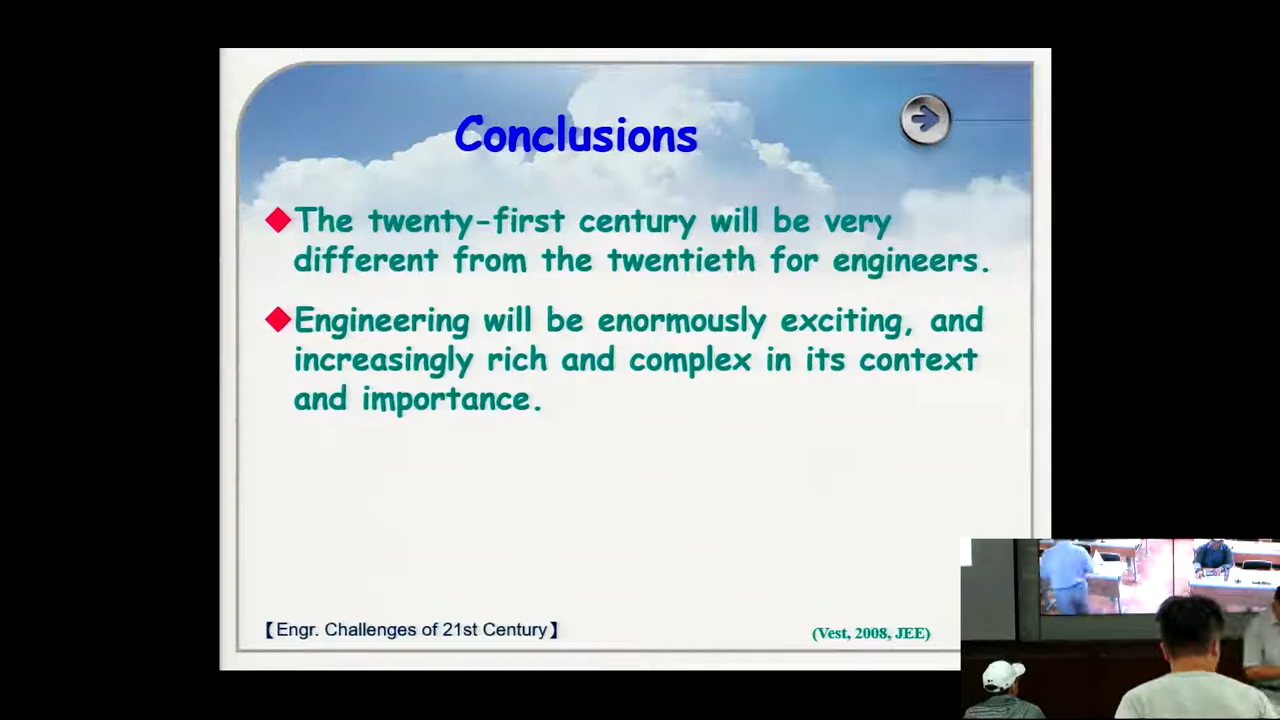 Conclusions
The twenty-first century will be very
different from the twentieth for engineers.
Engineering will be enormously exciting, and
increasingly rich and complex in its context
and importance.
【Engr. Challenges of 21st Century】
(Vest, 2008, JEE)